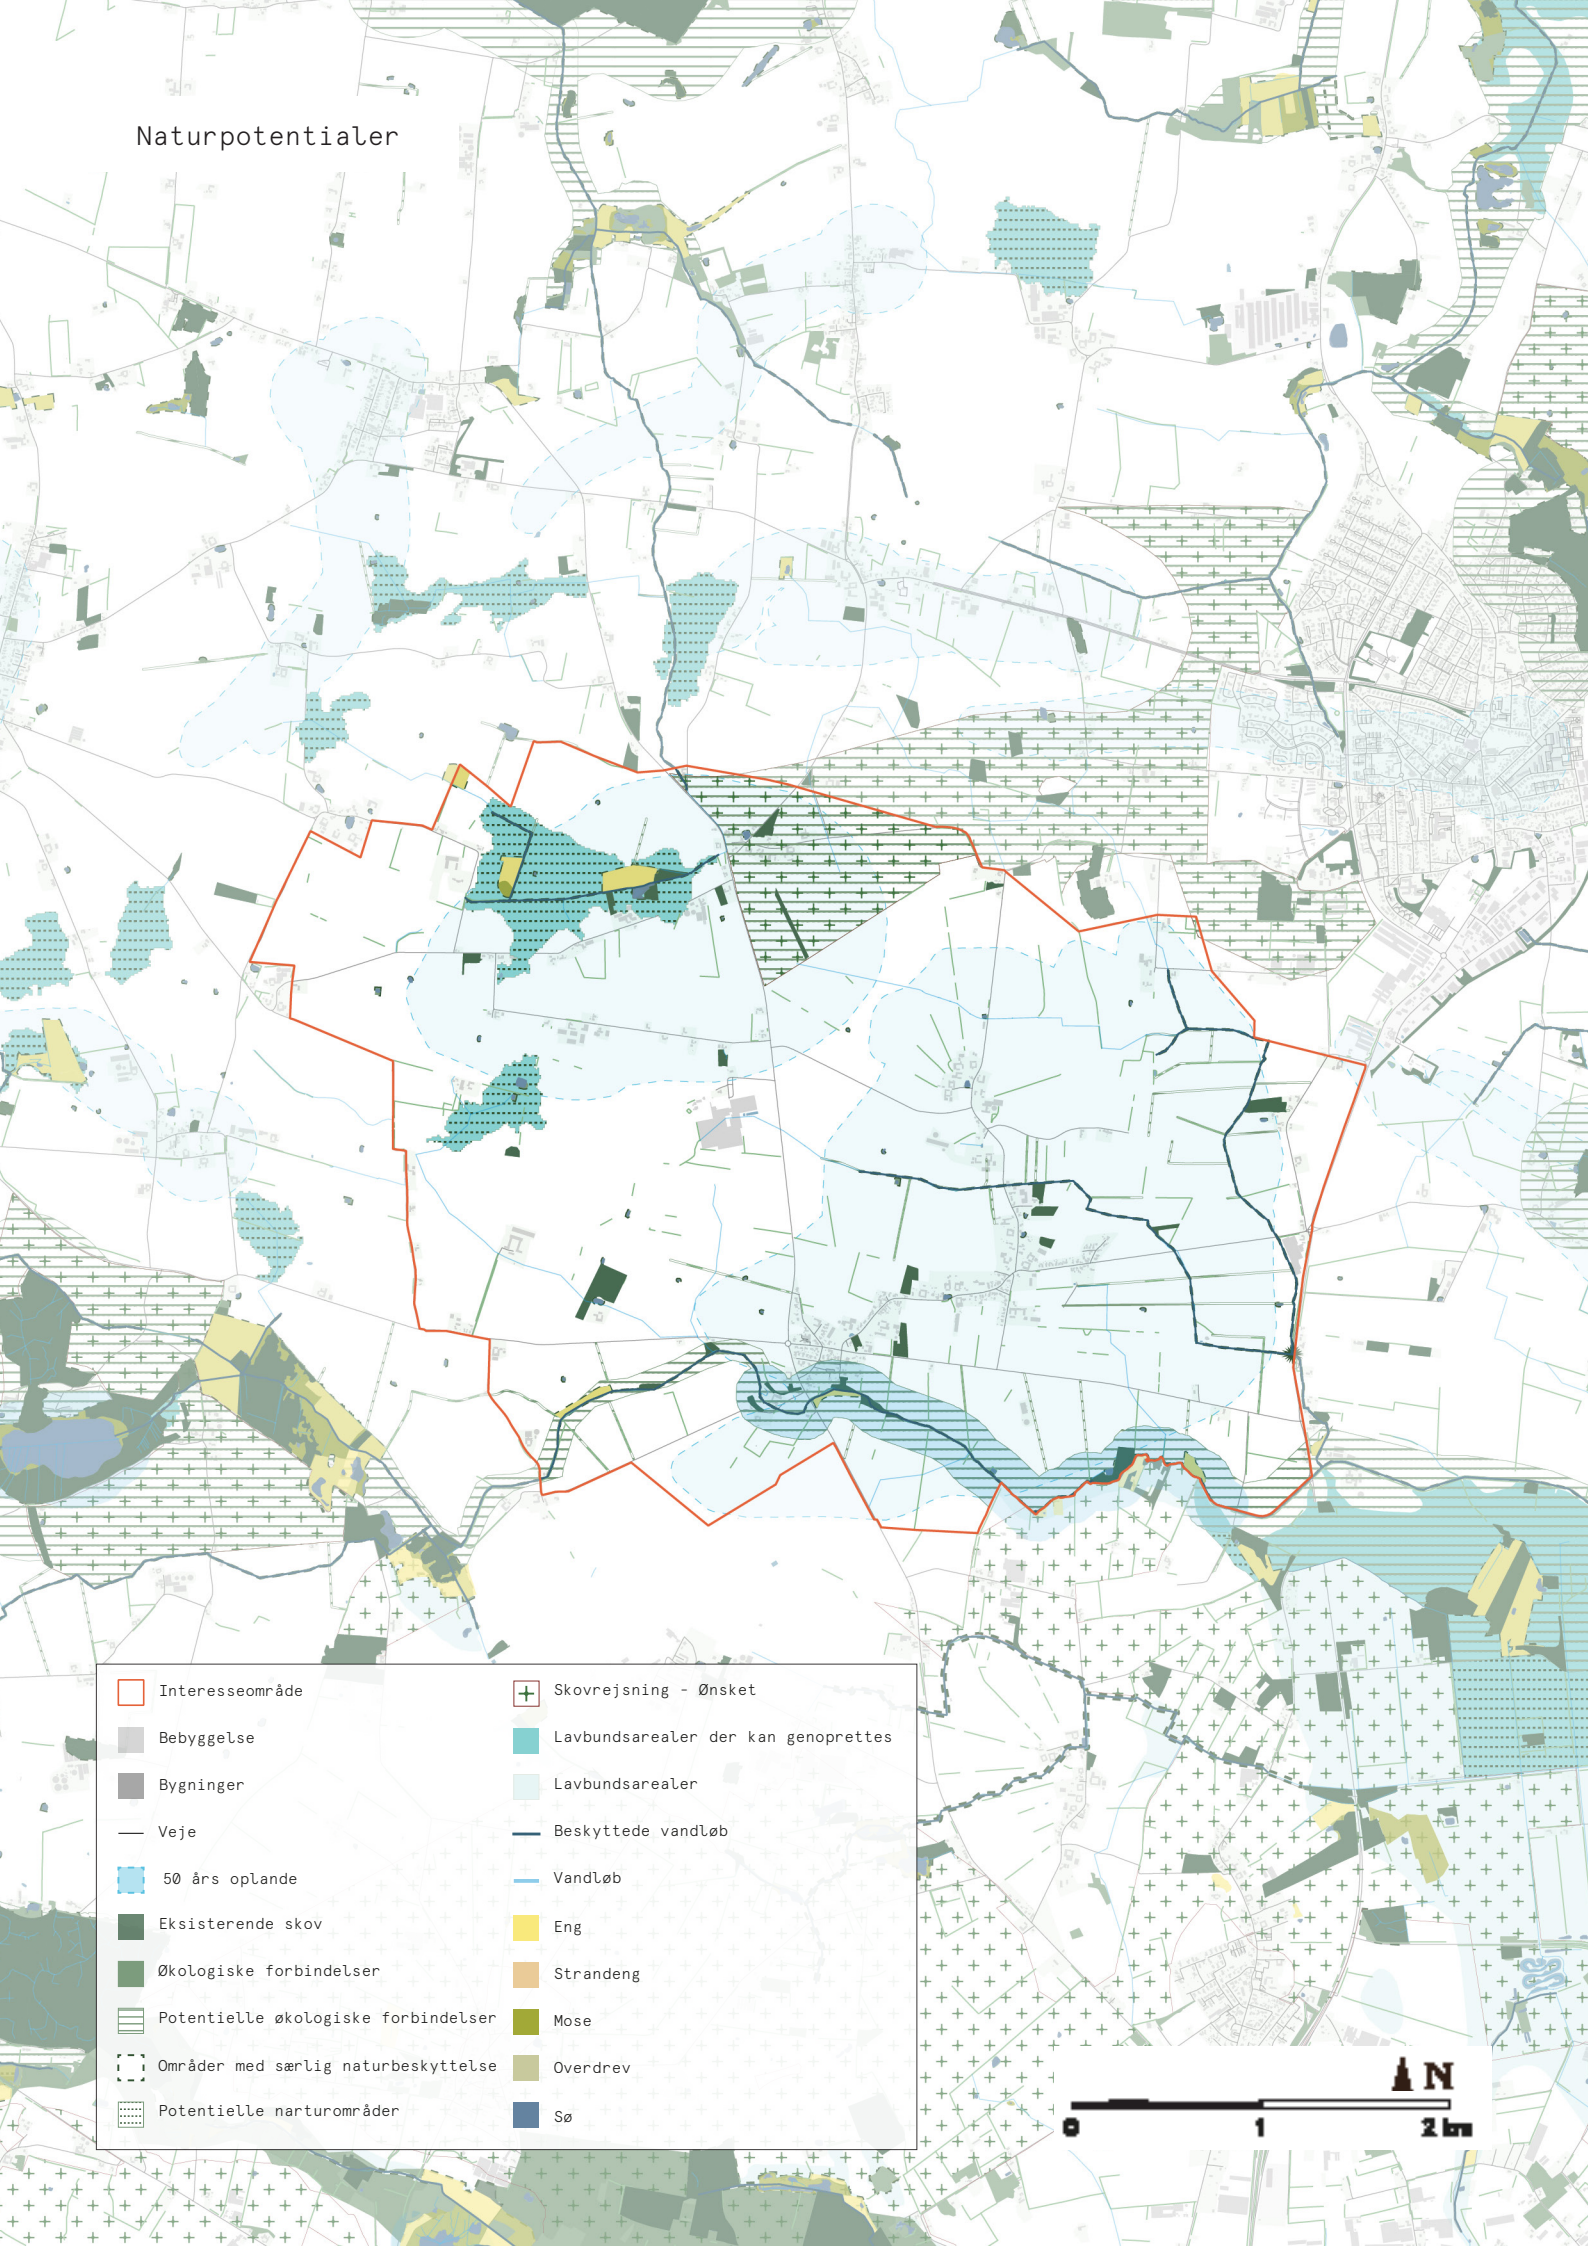 Naturpotentialer
Interesseområde
Bebyggelse
Bygninger
Veje
50 års oplande
Eksisterende skov
Økologiske forbindelser
Potentielle økologiske forbindelser
Områder med særlig naturbeskyttelse
Potentielle narturområder
Skovrejsning - Ønsket
Lavbundsarealer der kan genoprettes
Lavbundsarealer
Beskyttede vandløb
Vandløb
Eng
Strandeng
Mose
Overdrev
Sø
N
0 1 2 km